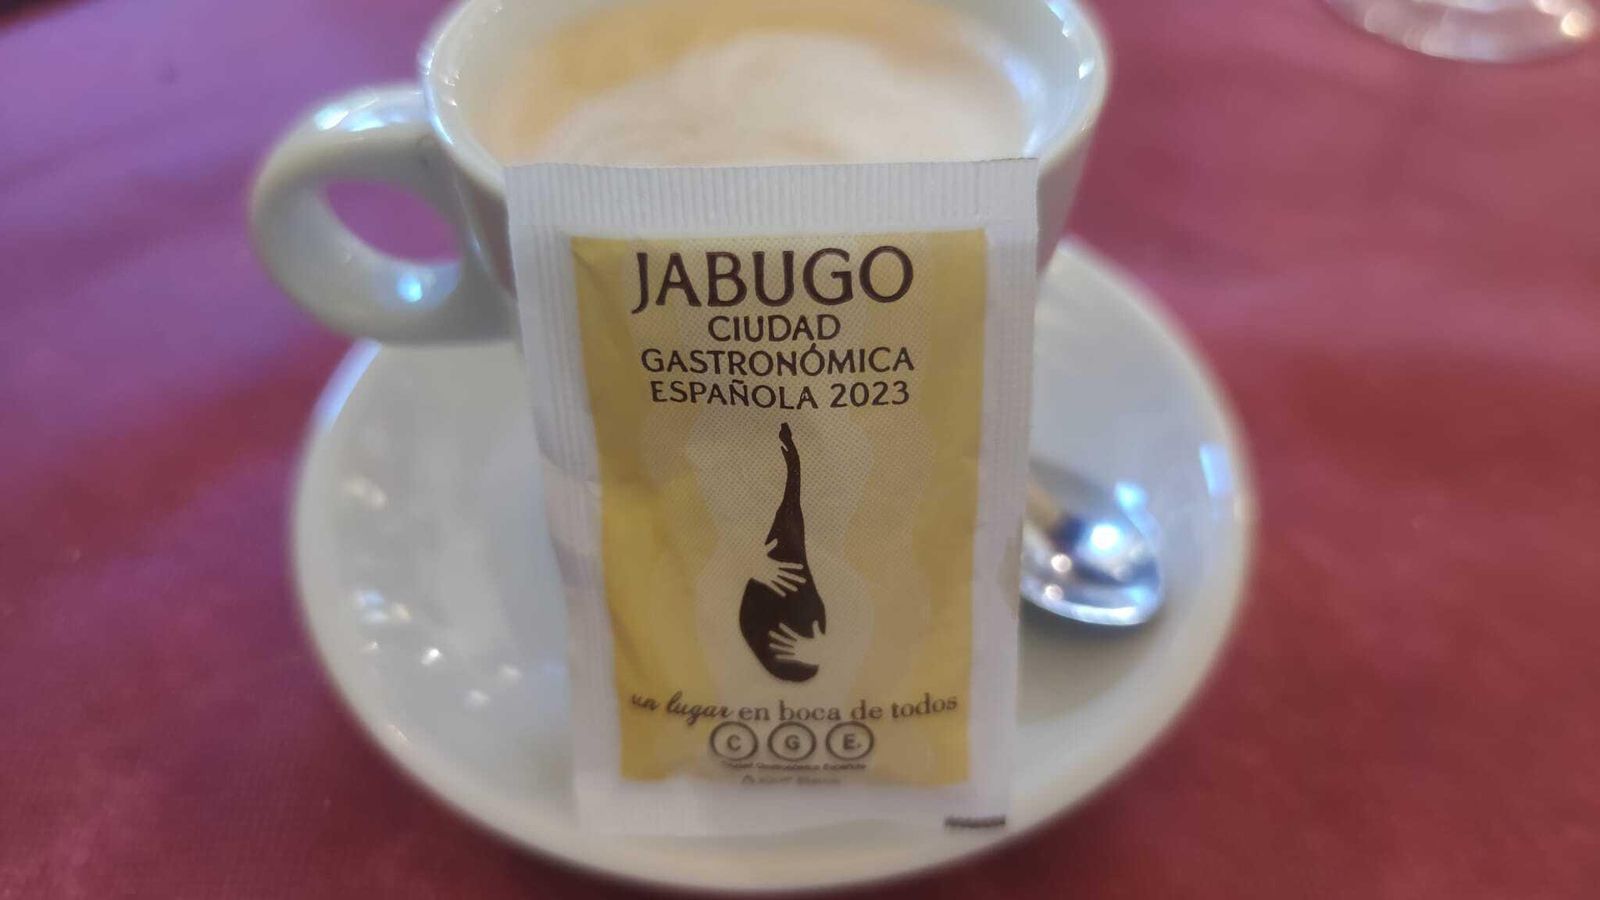 JABUGO
CIUDAD
GASTRONÓMICA
ESPAÑOLA 2023
un lugar en boca de todos
C G E